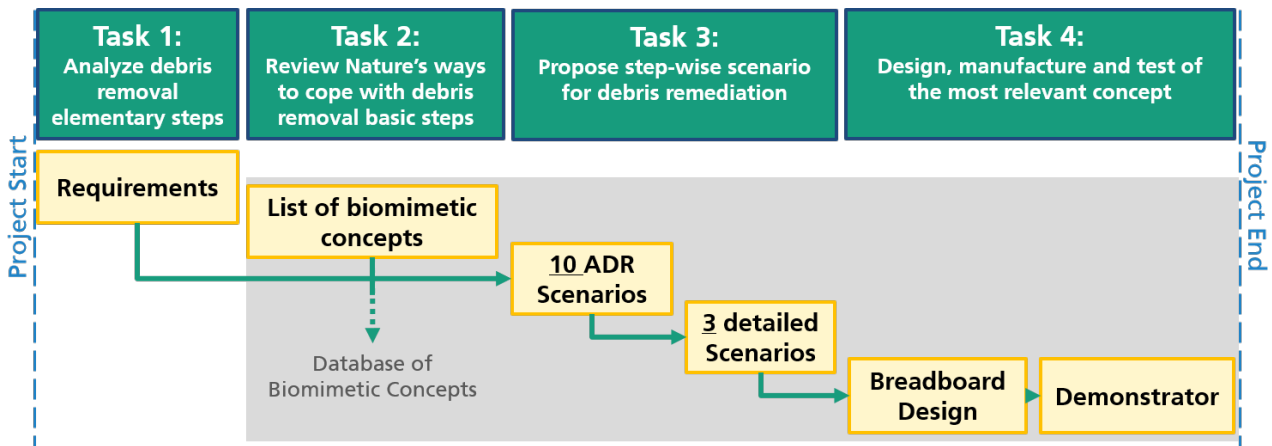 Task 1:
Analyze debris
removal
elementary steps
Task 2:
Review Nature's ways
to cope with debris
removal basic steps
Task 3:
Propose step-wise scenario
for debris remediation
Task 4:
Design, manufacture and test of
the most relevant concept
Project Start
Requirements
List of biomimetic
concepts
10 ADR
Scenarios
3 detailed
Scenarios
Database of
Biomimetic Concepts
Breadboard
Design
Demonstrator
Project End